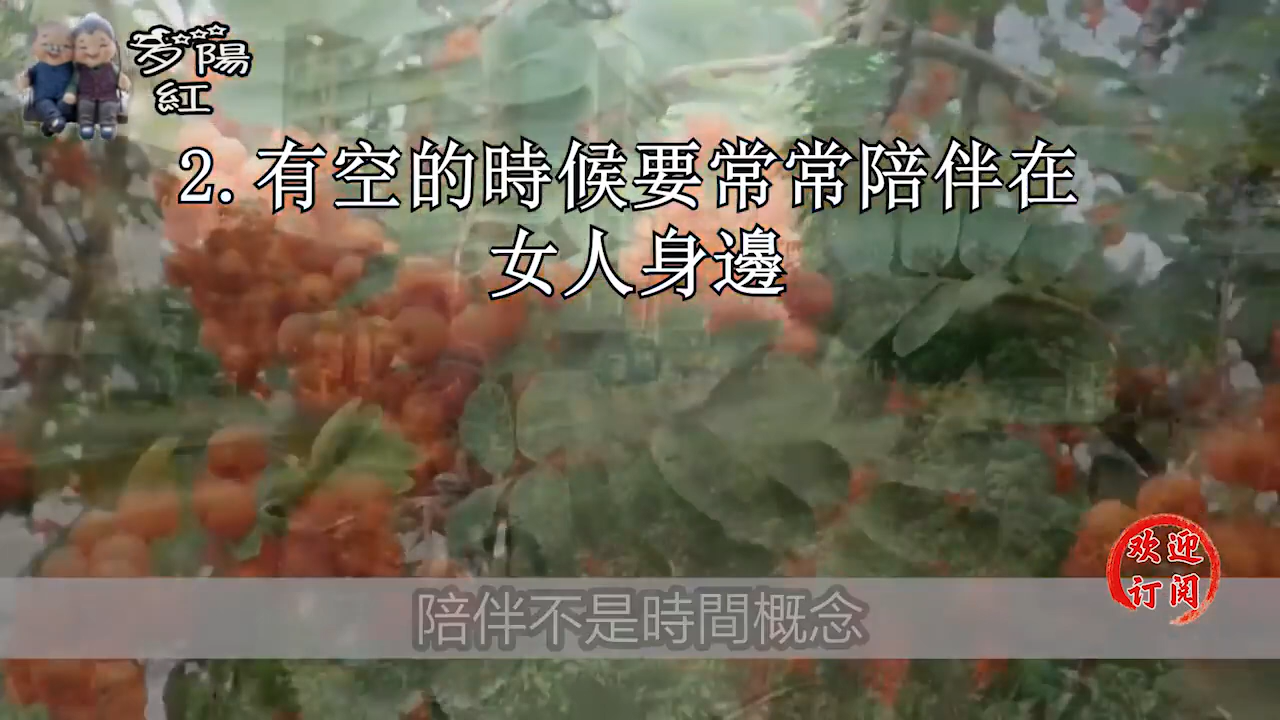 夕陽
紅
2.有空的時候要常常陪伴在
女人身邊
欢迎
订阅
陪伴不是時間概念